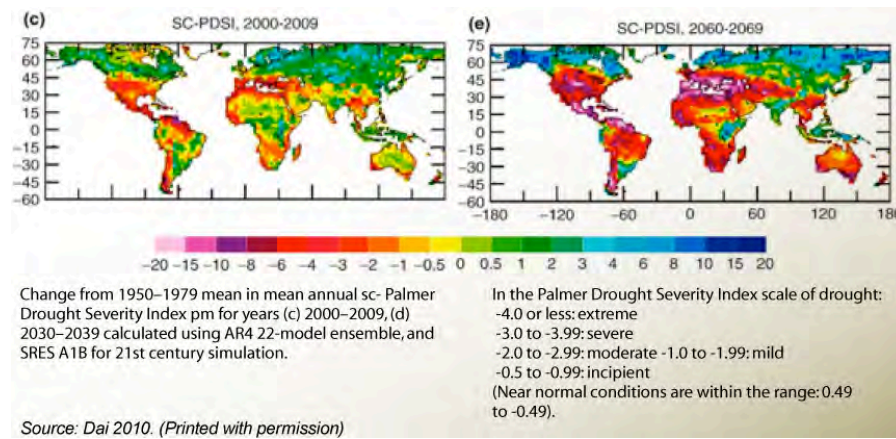 (c)
SC-PDSI, 2000-2009
75
60
45
30
15
0
−15
−30
−45
−60
(e)
SC-PDSI, 2060-2069
75
60
45
30
15
0
−15
−30
−45
−60
−180 −120 −60 0 60 120 180
−20 −15 −10 −8 −6 −4 −3 −2 −1 −0.5 0 0.5 1 2 3 4 6 8 10 15 20
Change from 1950–1979 mean in mean annual sc- Palmer
Drought Severity Index pm for years (c) 2000–2009, (d)
2030–2039 calculated using AR4 22-model ensemble, and
SRES A1B for 21st century simulation.
Source: Dai 2010. (Printed with permission)
In the Palmer Drought Severity Index scale of drought:
-4.0 or less: extreme
-3.0 to -3.99: severe
-2.0 to -2.99: moderate -1.0 to -1.99: mild
-0.5 to -0.99: incipient
(Near normal conditions are within the range: 0.49
to -0.49).